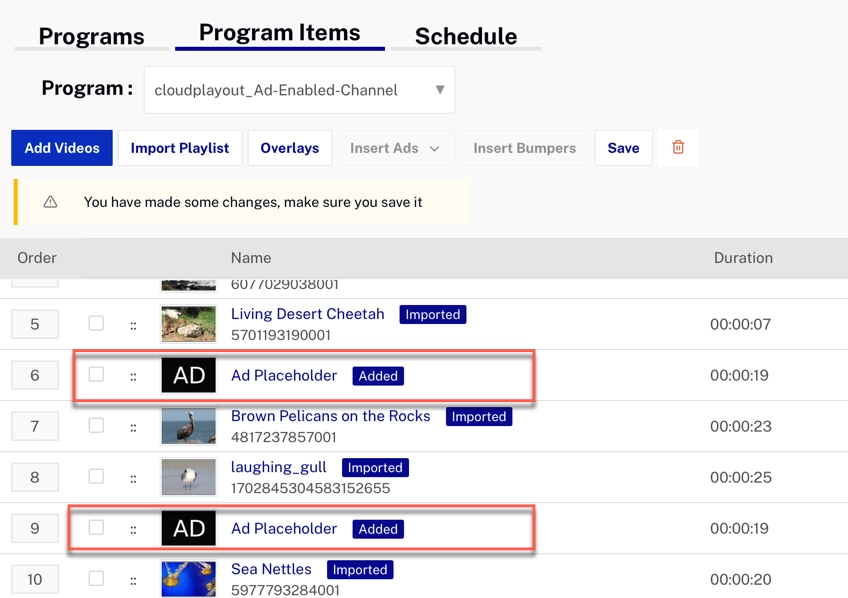 Programs Program Items Schedule
Program : cloudplayout_Ad-Enabled-Channel
Add Videos Import Playlist Overlays Insert Ads Insert Bumpers Save
You have made some changes, make sure you save it
Order Name Duration
6077029038001
5 Living Desert Cheetah Imported 00:00:07
5701193190001
6 AD Ad Placeholder Added 00:00:19
7 Brown Pelicans on the Rocks Imported 00:00:23
4817237857001
8 laughing_gull Imported 00:00:25
1702845304583152655
9 AD Ad Placeholder Added 00:00:19
10 Sea Nettles Imported 00:00:20
5977793284001